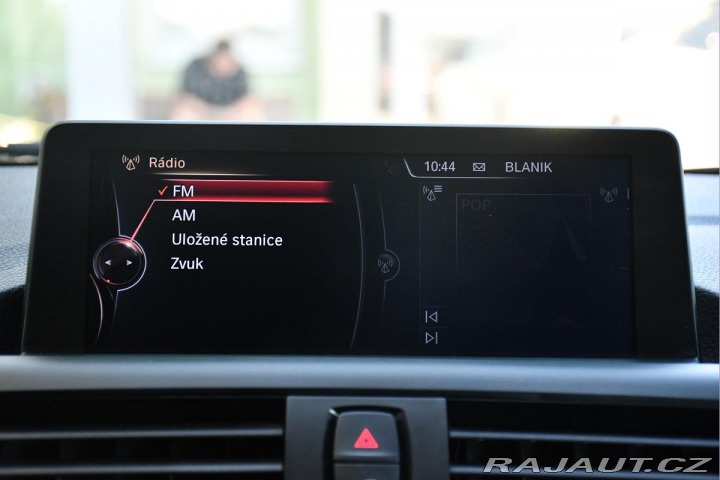 Rádio
10:44 BLANIK
FM
AM
Uložené stanice
Zvuk
POP
RAJAUT.CZ